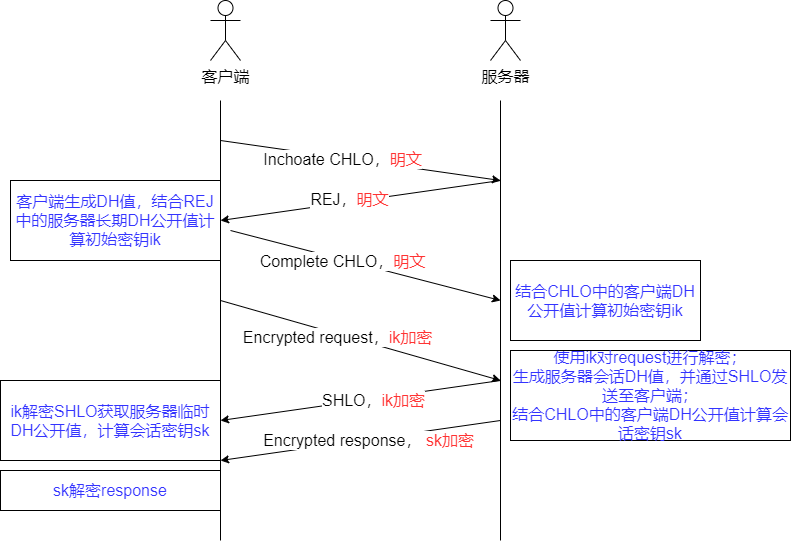 客户端
服务器
Inchoate CHLO，明文
REJ，明文
客户端生成DH值，结合REJ
中的服务器长期DH公开值计
算初始密钥ik
Complete CHLO，明文
结合CHLO中的客户端DH
公开值计算初始密钥ik
Encrypted request，ik加密
使用ik对request进行解密；
生成服务器会话DH值，并通过SHLO发
送至客户端；
结合CHLO中的客户端DH公开值计算会
话密钥sk
SHLO，ik加密
ik解密SHLO获取服务器临时
DH公开值，计算会话密钥sk
Encrypted response， sk加密
sk解密response